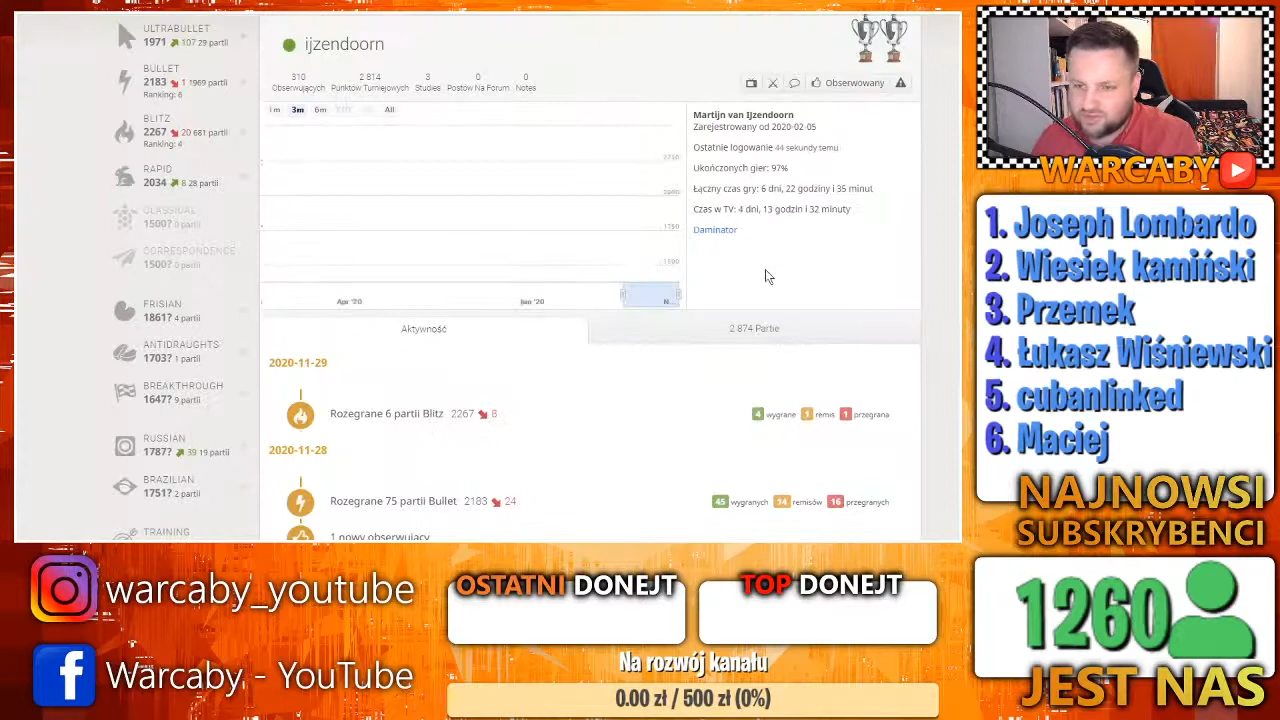 ULTRABULLET
1971 107 29 partii
BULLET
2183 1 1969 partii
Ranking: 6
BLITZ
2267 20 681 partii
Ranking: 4
RAPID
2034 8 28 partii
CLASSICAL
1500? 0 partii
CORRESPONDENCE
1500? 0 partii
FRISIAN
1861? 4 partii
ANTIDRAUGHTS
1703? 1 partii
BREAKTHROUGH
1647? 9 partii
RUSSIAN
1787? 39 19 partii
BRAZILIAN
1751? 2 partii
TRAINING
ijzendoorn
310 Obserwujących
2 814 Punktów Turniejowych
3 Studies
0 Postów Na Forum
0 Notes
Obserwowany
1m 3m 6m YTD All
Apr '20 Jun '20 N...
Martijn van Ijzendoorn
Zarejestrowany od 2020-02-05
Ostatnie logowanie 44 sekundy temu
Ukończonych gier: 97%
Łączny czas gry: 6 dni, 22 godziny i 35 minut
Czas w TV: 4 dni, 13 godzin i 32 minuty
Daminator
Aktywność
2 874 Partie
2020-11-29
Rozegrane 6 partii Blitz 2267 8
4 wygrane 1 remis 1 przegrana
2020-11-28
Rozegrane 75 partii Bullet 2183 24
45 wygranych 14 remisów 16 przegranych
1 nowy obserwujący
WARCABY
1. Joseph Lombardo
2. Wiesiek kamiński
3. Przemek
4. Łukasz Wiśniewski
5. cubanlinked
6. Maciej
NAJNOWSI
SUBSKRYBENCI
1260
JEST NAS
warcaby_youtube
Warcaby - YouTube
OSTATNI DONEJT
TOP DONEJT
Na rozwój kanału
0.00 zł / 500 zł (0%)